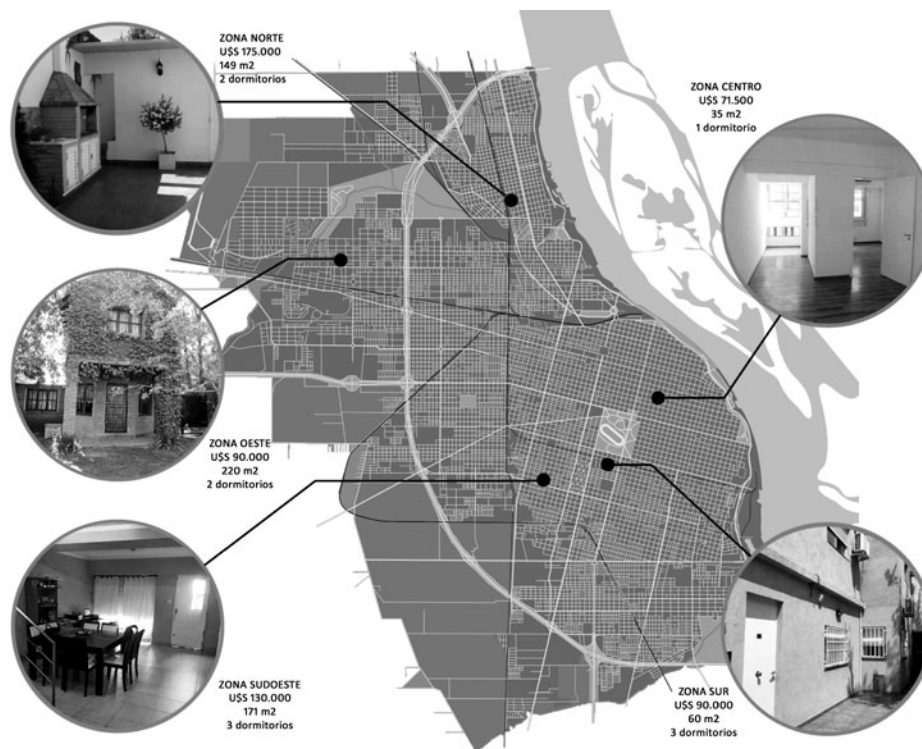 ZONA NORTE
U$S 175.000
149 m2
2 dormitorios
ZONA CENTRO
U$S 71.500
35 m2
1 dormitorio
ZONA OESTE
U$S 90.000
220 m2
2 dormitorios
ZONA SUDOESTE
U$S 130.000
171 m2
3 dormitorios
ZONA SUR
U$S 90.000
60 m2
3 dormitorios